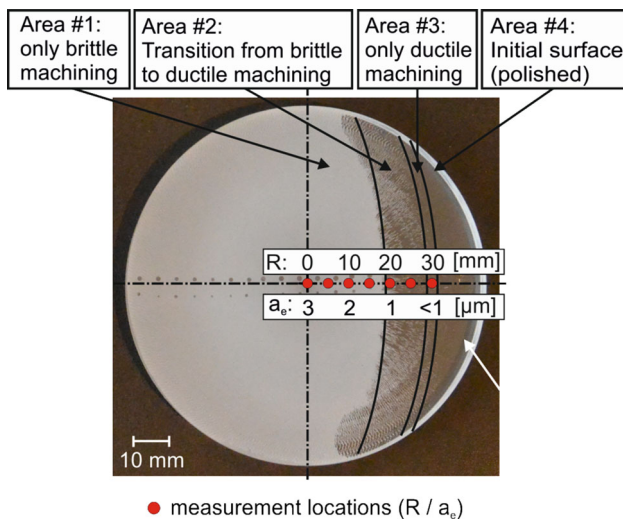 Area #1:
only brittle
machining
Area #2:
Transition from brittle
to ductile machining
Area #3:
only ductile
machining
Area #4:
Initial surface
(polished)
R: 0 10 20 30 [mm]
aₑ: 3 2 1 <1 [µm]
10 mm
measurement locations (R / aₑ)